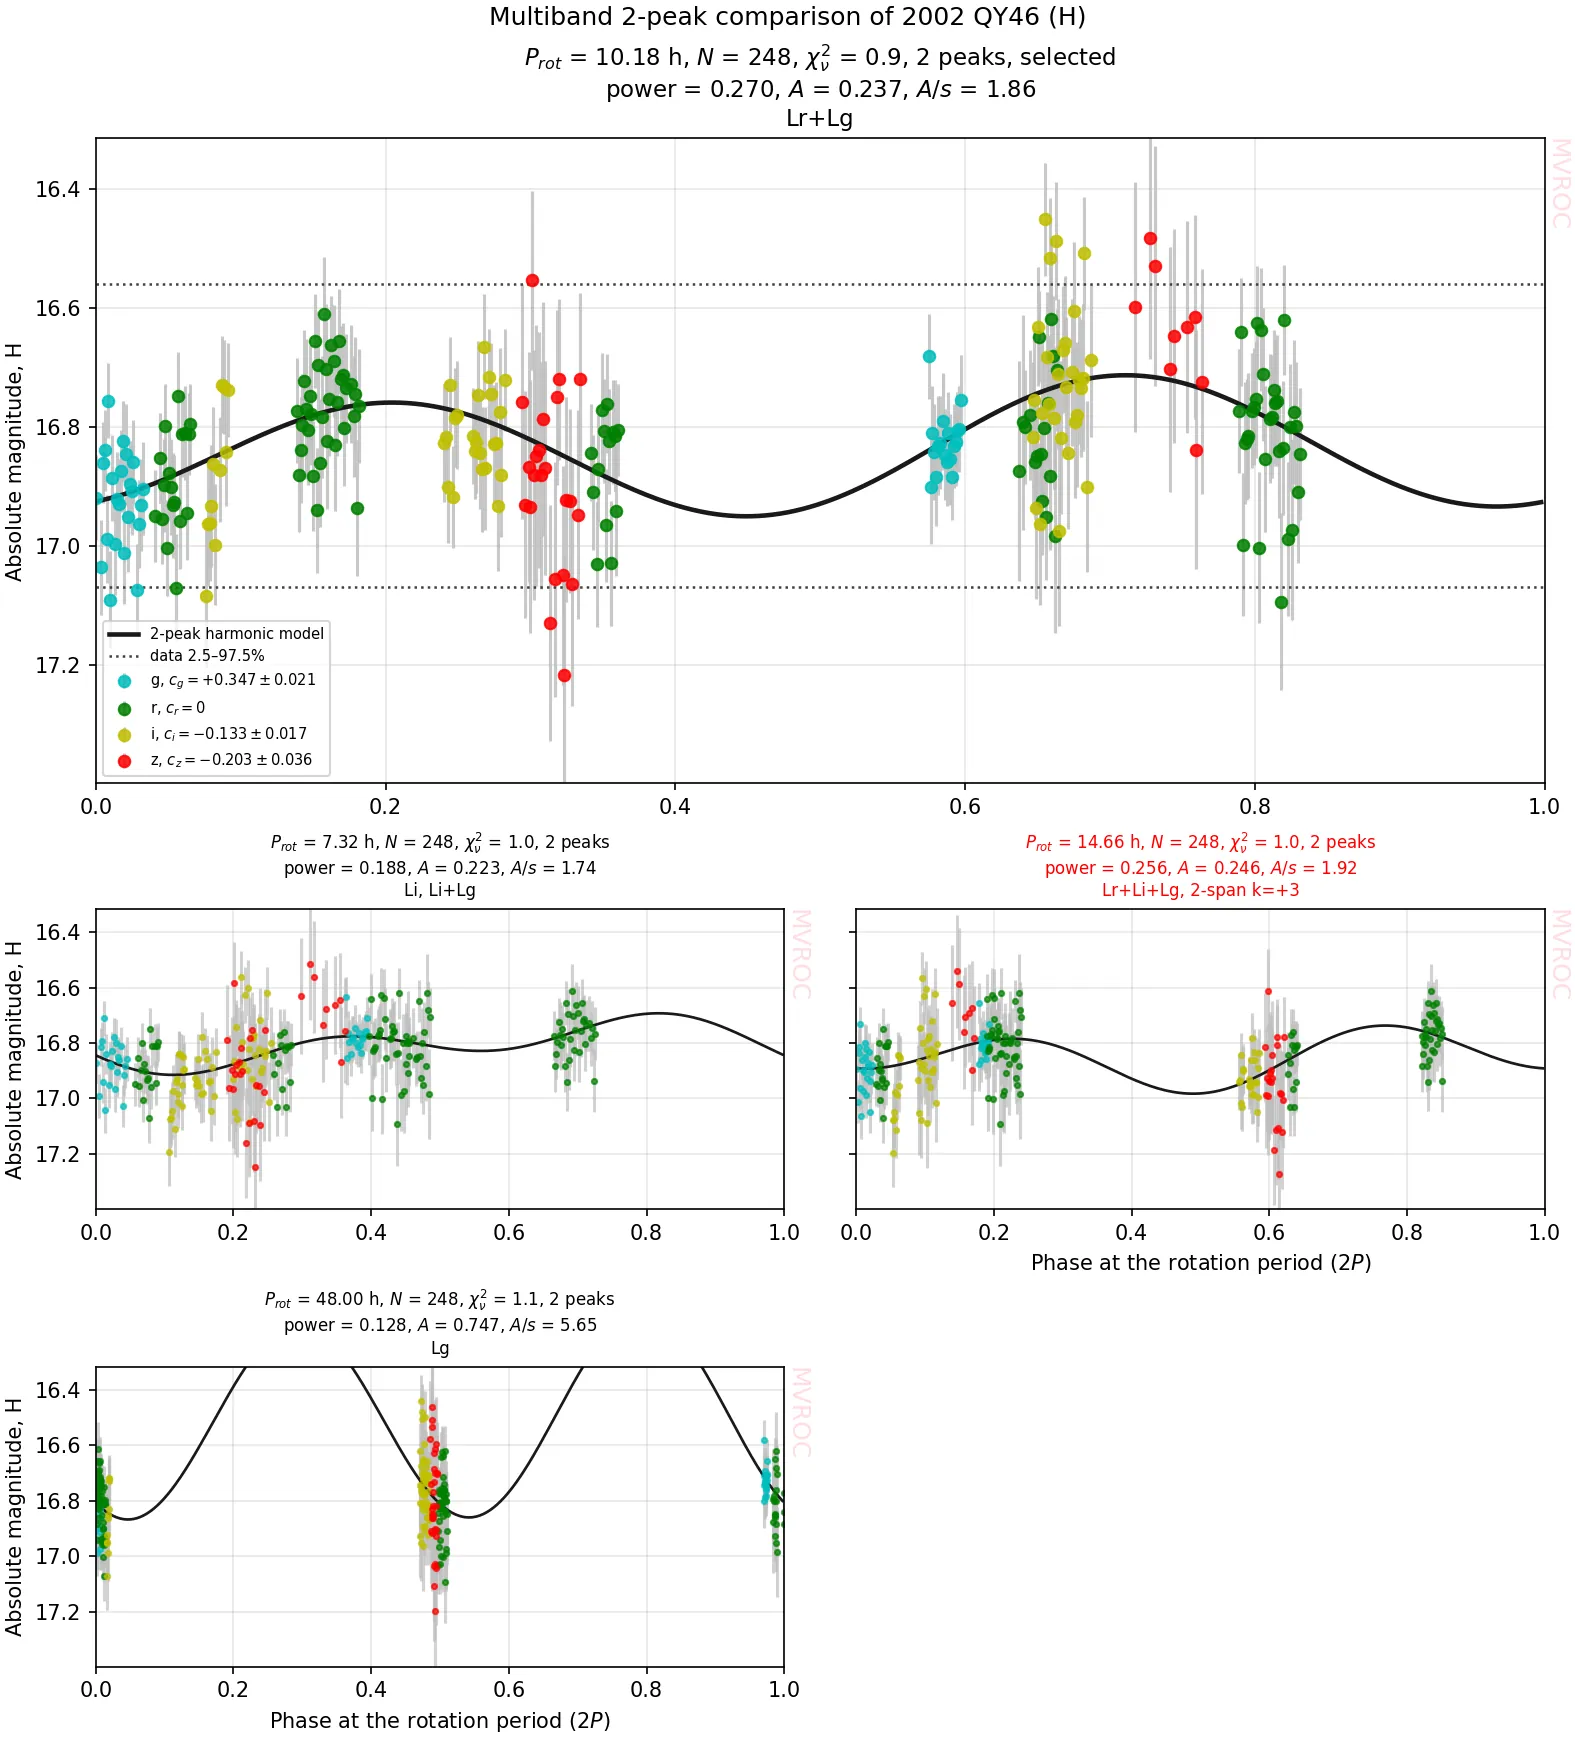 Multiband 2-peak comparison of 2002 QY46 (H)
P_rot = 10.18 h, N = 248, χ²_ν = 0.9, 2 peaks, selected
power = 0.270, A = 0.237, A/s = 1.86
Lr+Lg
MVROC
Absolute magnitude, H
16.4
16.6
16.8
17.0
17.2
2-peak harmonic model
data 2.5–97.5%
g, c_g = +0.347 ± 0.021
r, c_r = 0
i, c_i = −0.133 ± 0.017
z, c_z = −0.203 ± 0.036
0.0 0.2 0.4 0.6 0.8 1.0
P_rot = 7.32 h, N = 248, χ²_ν = 1.0, 2 peaks
power = 0.188, A = 0.223, A/s = 1.74
Li, Li+Lg
MVROC
Absolute magnitude, H
16.4
16.6
16.8
17.0
17.2
0.0 0.2 0.4 0.6 0.8 1.0
P_rot = 14.66 h, N = 248, χ²_ν = 1.0, 2 peaks
power = 0.256, A = 0.246, A/s = 1.92
Lr+Li+Lg, 2-span k=+3
MVROC
0.0 0.2 0.4 0.6 0.8 1.0
Phase at the rotation period (2P)
P_rot = 48.00 h, N = 248, χ²_ν = 1.1, 2 peaks
power = 0.128, A = 0.747, A/s = 5.65
Lg
MVROC
Absolute magnitude, H
16.4
16.6
16.8
17.0
17.2
0.0 0.2 0.4 0.6 0.8 1.0
Phase at the rotation period (2P)